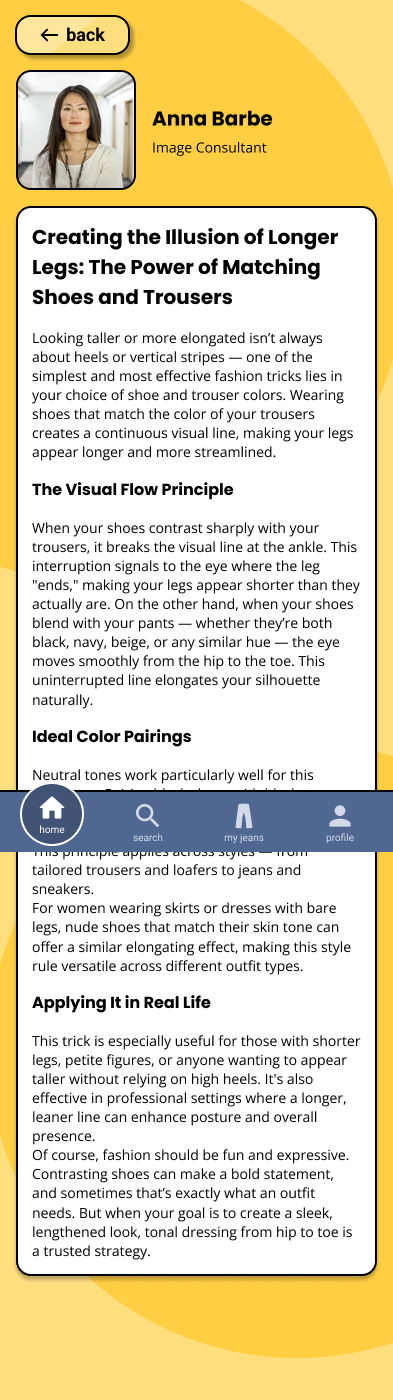 back
Anna Barbe
Image Consultant
Creating the Illusion of Longer
Legs: The Power of Matching
Shoes and Trousers
Looking taller or more elongated isn’t always
about heels or vertical stripes — one of the
simplest and most effective fashion tricks lies in
your choice of shoe and trouser colors. Wearing
shoes that match the color of your trousers
creates a continuous visual line, making your legs
appear longer and more streamlined.
The Visual Flow Principle
When your shoes contrast sharply with your
trousers, it breaks the visual line at the ankle. This
interruption signals to the eye where the leg
"ends," making your legs appear shorter than they
actually are. On the other hand, when your shoes
blend with your pants — whether they’re both
black, navy, beige, or any similar hue — the eye
moves smoothly from the hip to the toe. This
uninterrupted line elongates your silhouette
naturally.
Ideal Color Pairings
Neutral tones work particularly well for this
home
search
my jeans
profile
This principle applies across styles — from
tailored trousers and loafers to jeans and
sneakers.
For women wearing skirts or dresses with bare
legs, nude shoes that match their skin tone can
offer a similar elongating effect, making this style
rule versatile across different outfit types.
Applying It in Real Life
This trick is especially useful for those with shorter
legs, petite figures, or anyone wanting to appear
taller without relying on high heels. It's also
effective in professional settings where a longer,
leaner line can enhance posture and overall
presence.
Of course, fashion should be fun and expressive.
Contrasting shoes can make a bold statement,
and sometimes that’s exactly what an outfit
needs. But when your goal is to create a sleek,
lengthened look, tonal dressing from hip to toe is
a trusted strategy.